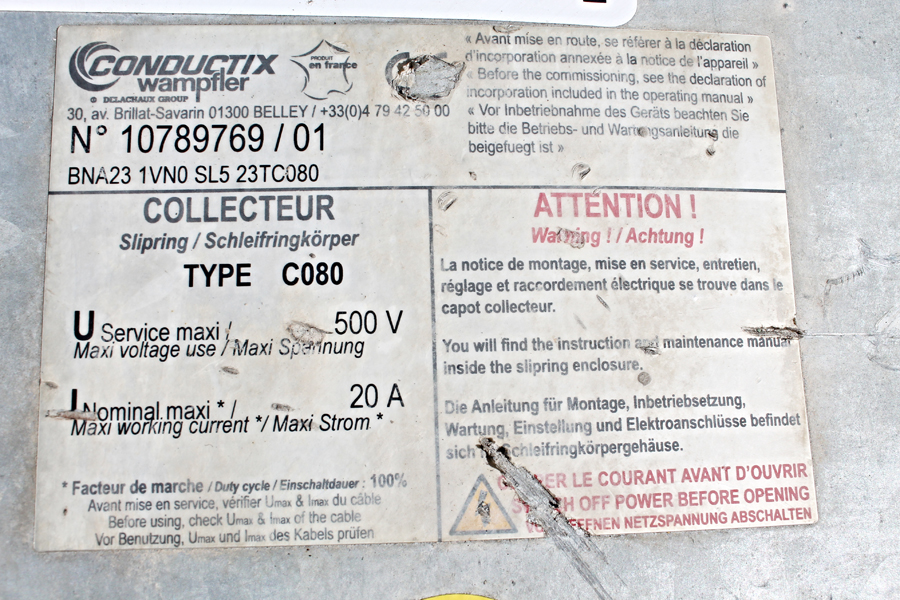 CONDUCTIX
wampfler
DELACHAUX GROUP
PRODUIT
en france
30, av. Brillat-Savarin 01300 BELLEY / +33(0)4 79 42 50 00
N° 10789769 / 01
BNA23 1VN0 SL5 23TC080
« Avant mise en route, se référer à la déclaration
d'incorporation annexée à la notice de l'appareil »
« Before the commissioning, see the declaration of
incorporation included in the operating manual »
« Vor Inbetriebnahme des Geräts beachten Sie
bitte die Betriebs- und Wartungsanleitung die
beigefuegt ist »
COLLECTEUR
Slipring / Schleifringkörper
TYPE C080
U Service maxi / 500 V
Maxi voltage use / Maxi Spannung
I Nominal maxi * / 20 A
Maxi working current */ Maxi Strom *
* Facteur de marche / Duty cycle / Einschaltdauer : 100%
Avant mise en service, vérifier Umax & Imax du câble
Before using, check Umax & Imax of the cable
Vor Benutzung, Umax und Imax des Kabels prüfen
ATTENTION !
Warning ! / Achtung !
La notice de montage, mise en service, entretien,
réglage et raccordement électrique se trouve dans le
capot collecteur.
You will find the instruction and maintenance manual
inside the slipring enclosure.
Die Anleitung für Montage, Inbetriebsetzung,
Wartung, Einstellung und Elektroanschlüsse befindet
sich Schleifringkörpergehäuse.
LE COURANT AVANT D'OUVRIR
SWITCH OFF POWER BEFORE OPENING
NETZSPANNUNG ABSCHALTEN